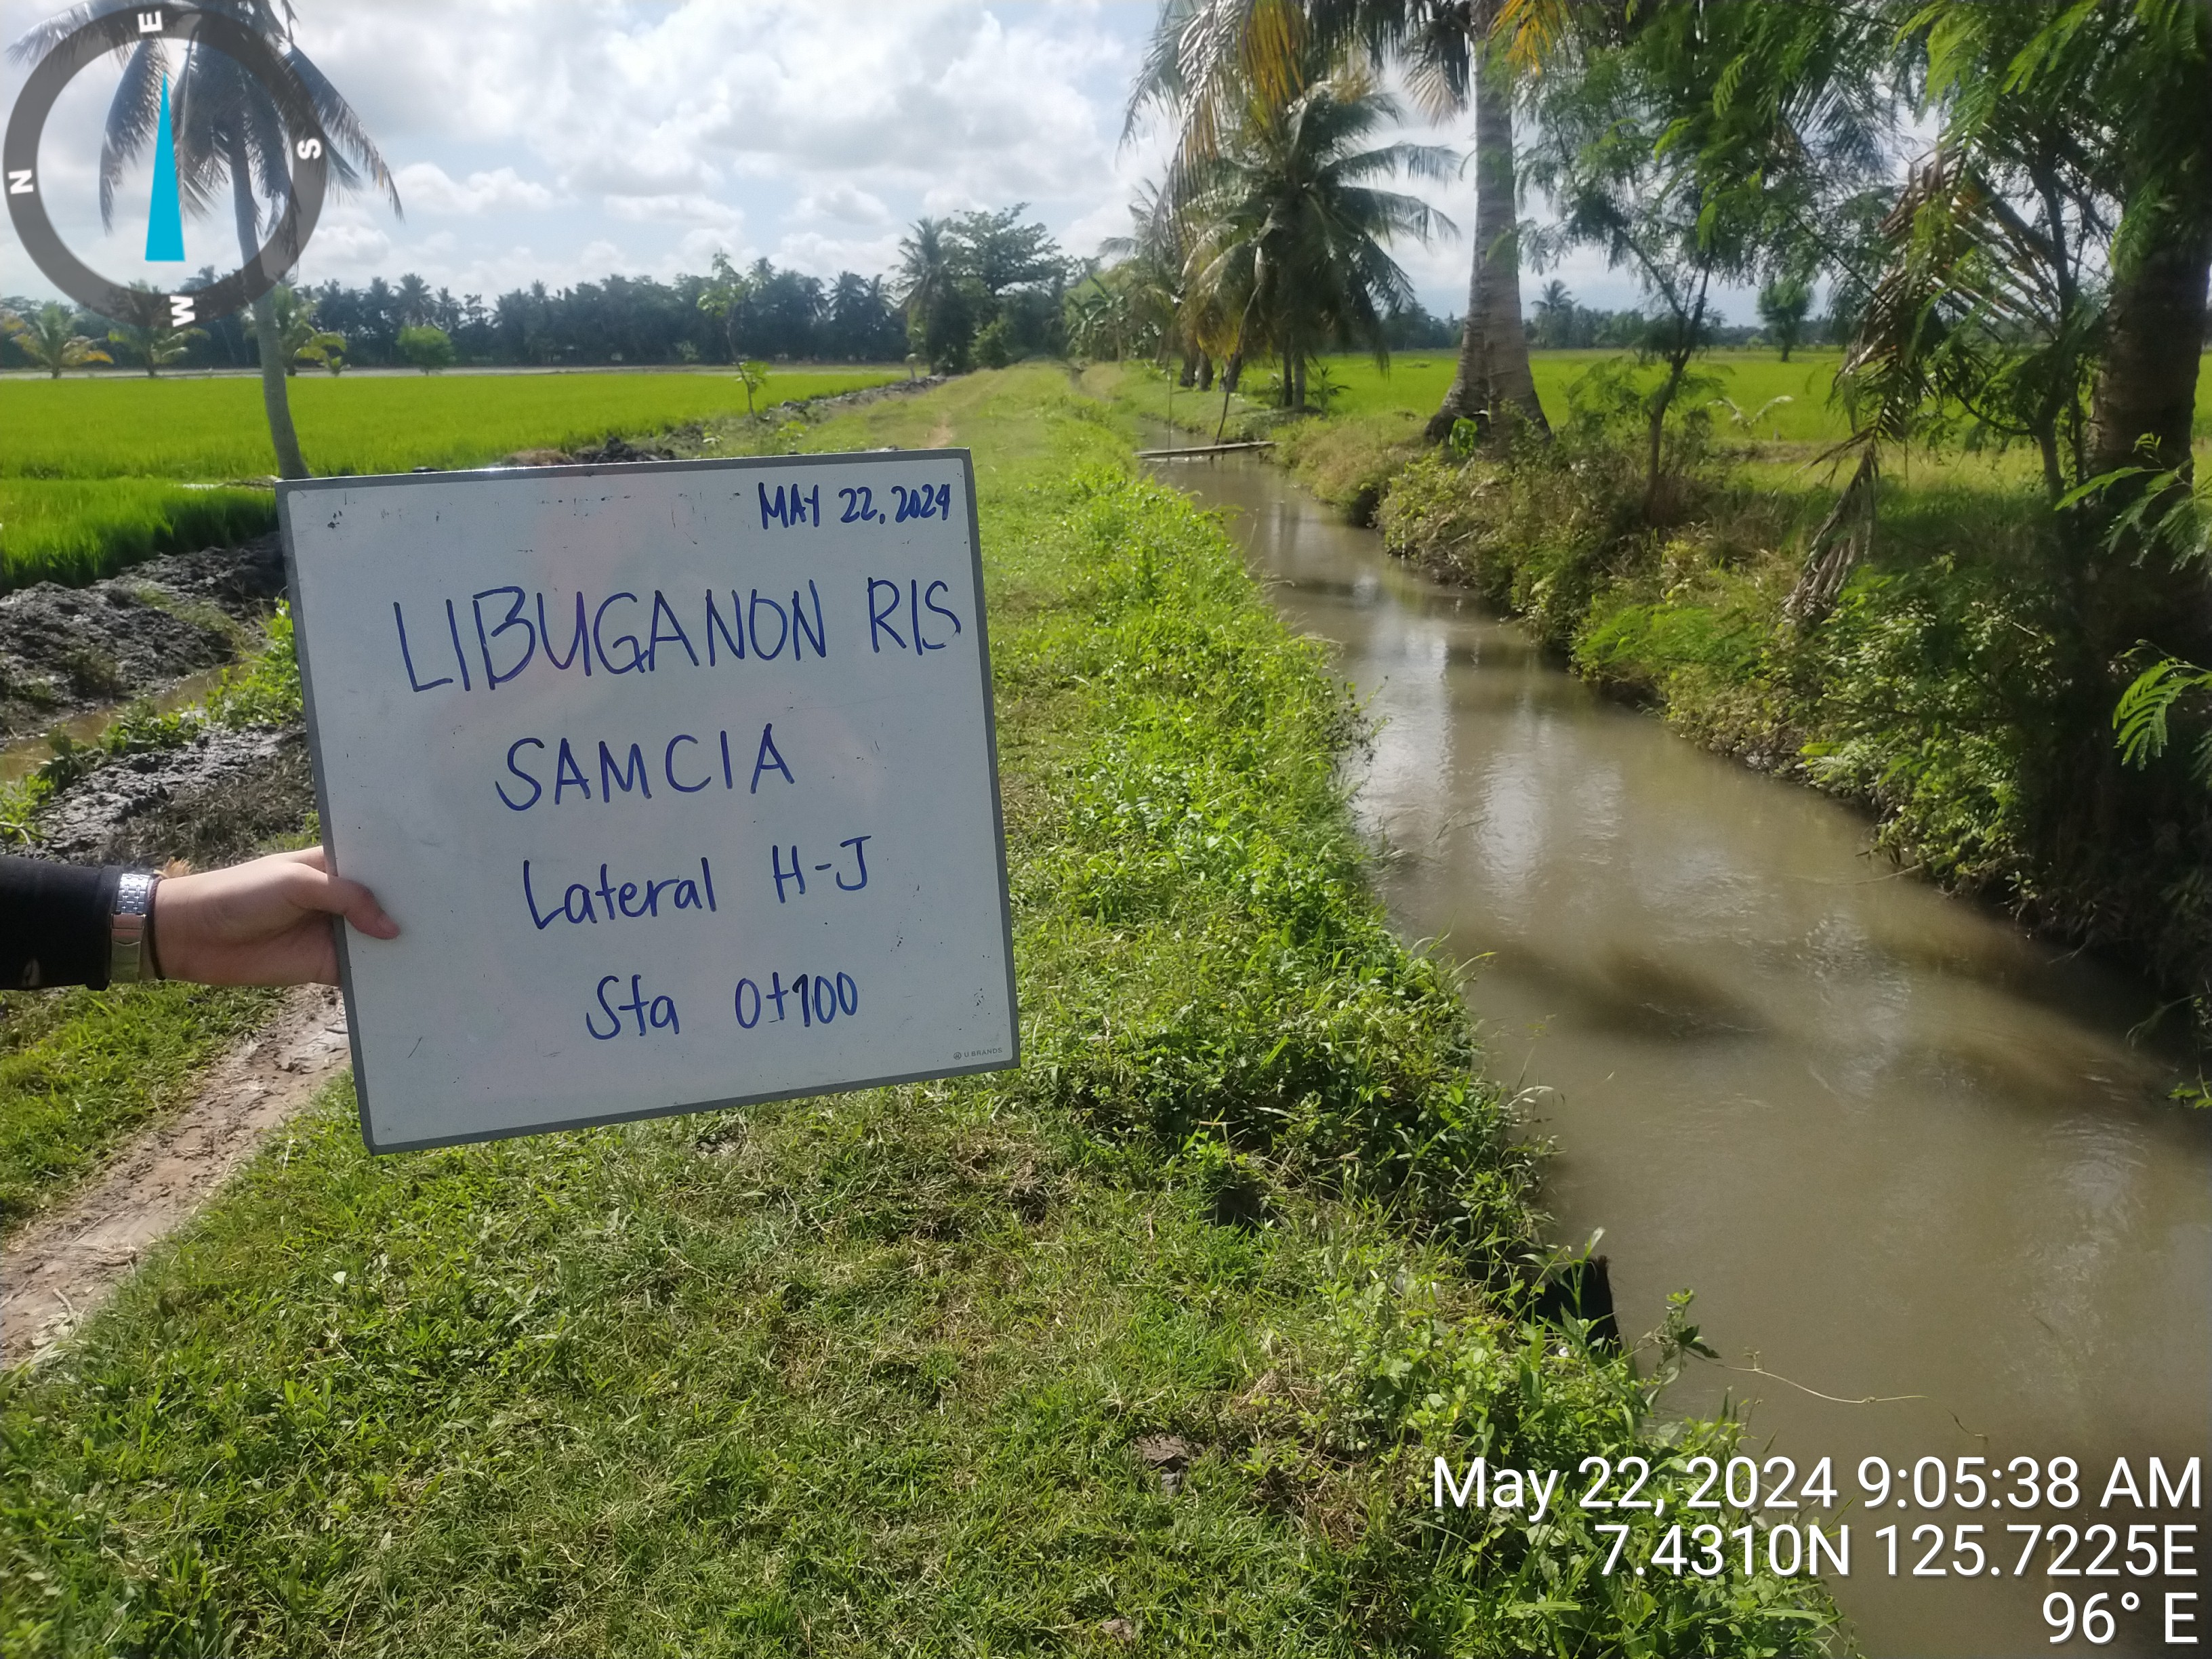 E
S
N
W
MAY 22, 2024
LIBUGANON RIS
SAMCIA
Lateral H-J
Sta 0+100
U BRANDS
May 22, 2024 9:05:38 AM
7.4310N 125.7225E
96° E